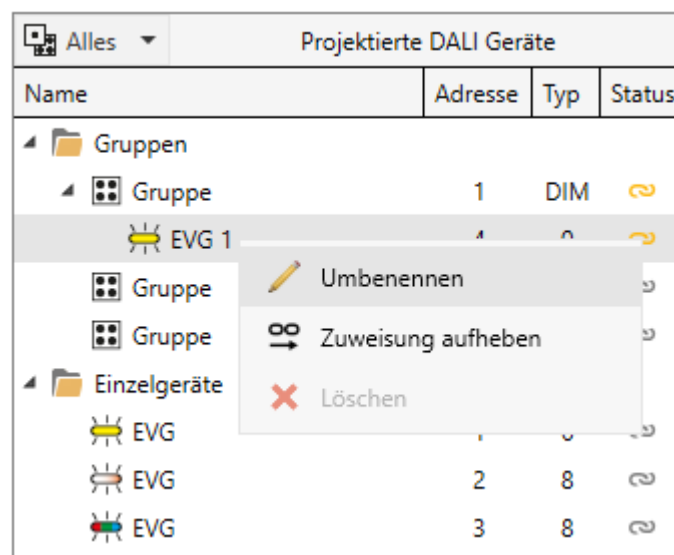 Alles
Projektierte DALI Geräte
Name Adresse Typ Status
Gruppen
Gruppe 1 DIM
EVG 1
Gruppe
Umbenennen
Gruppe
Zuweisung aufheben
Einzelgeräte
Löschen
EVG
EVG 2 8
EVG 3 8